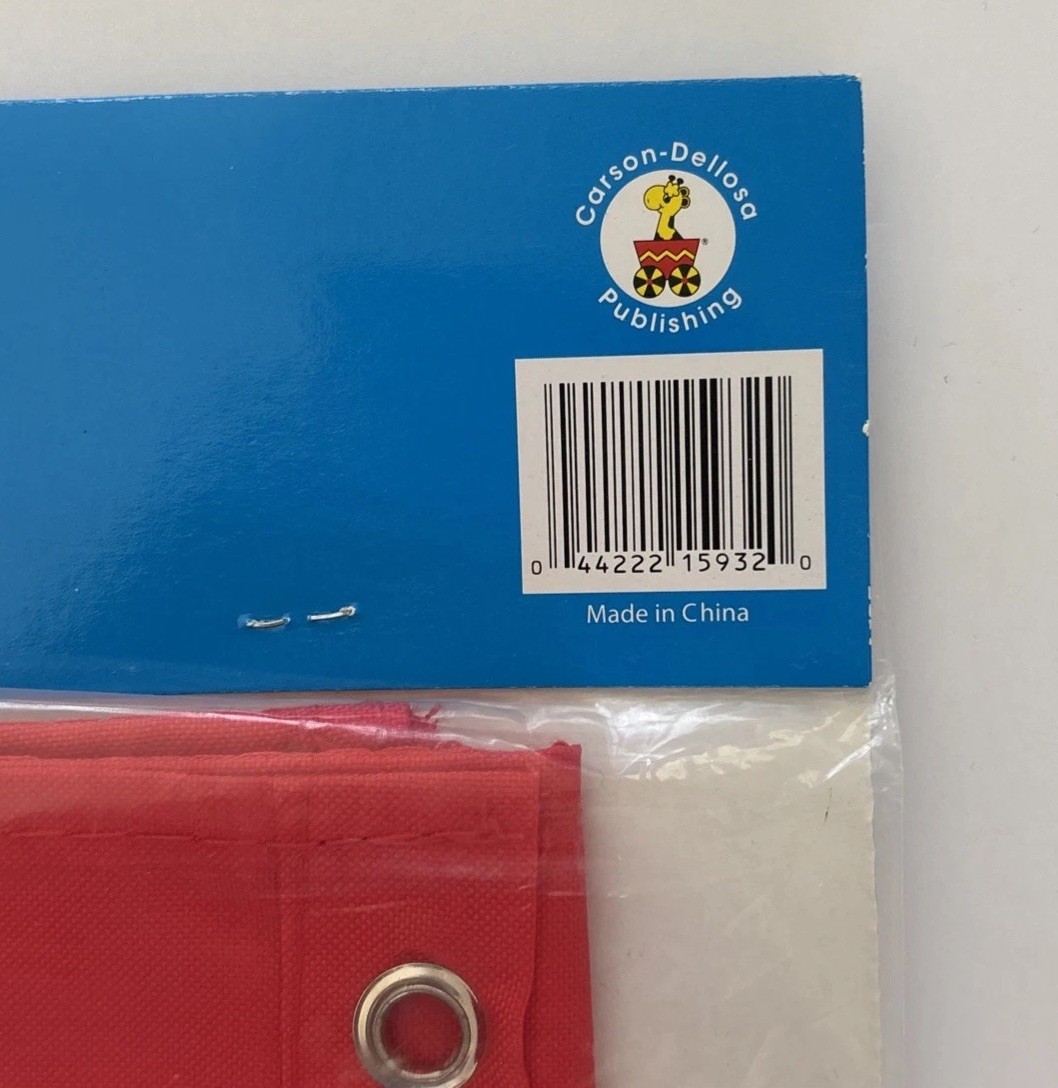 Carson-Dellosa
®
Publishing
0 44222 15932 0
Made in China